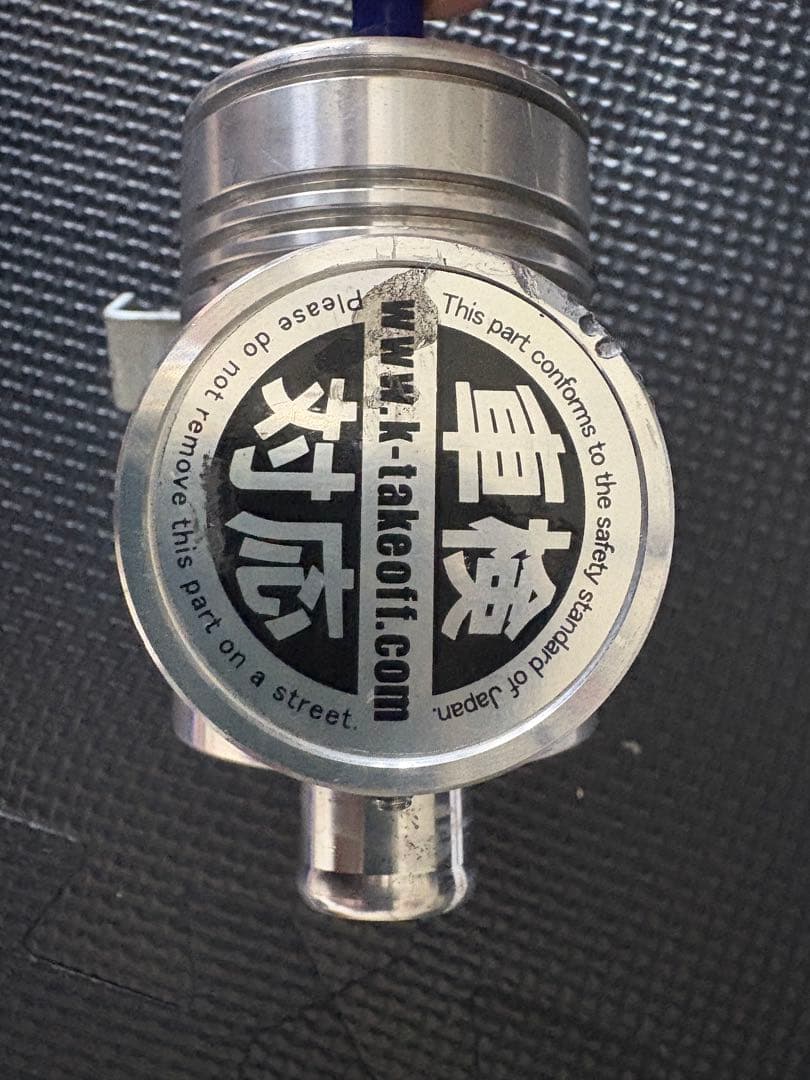 This part conforms to the safety standard of Japan.
車検
www.k-takeoff.com
対応
Please do not remove this part on a street.